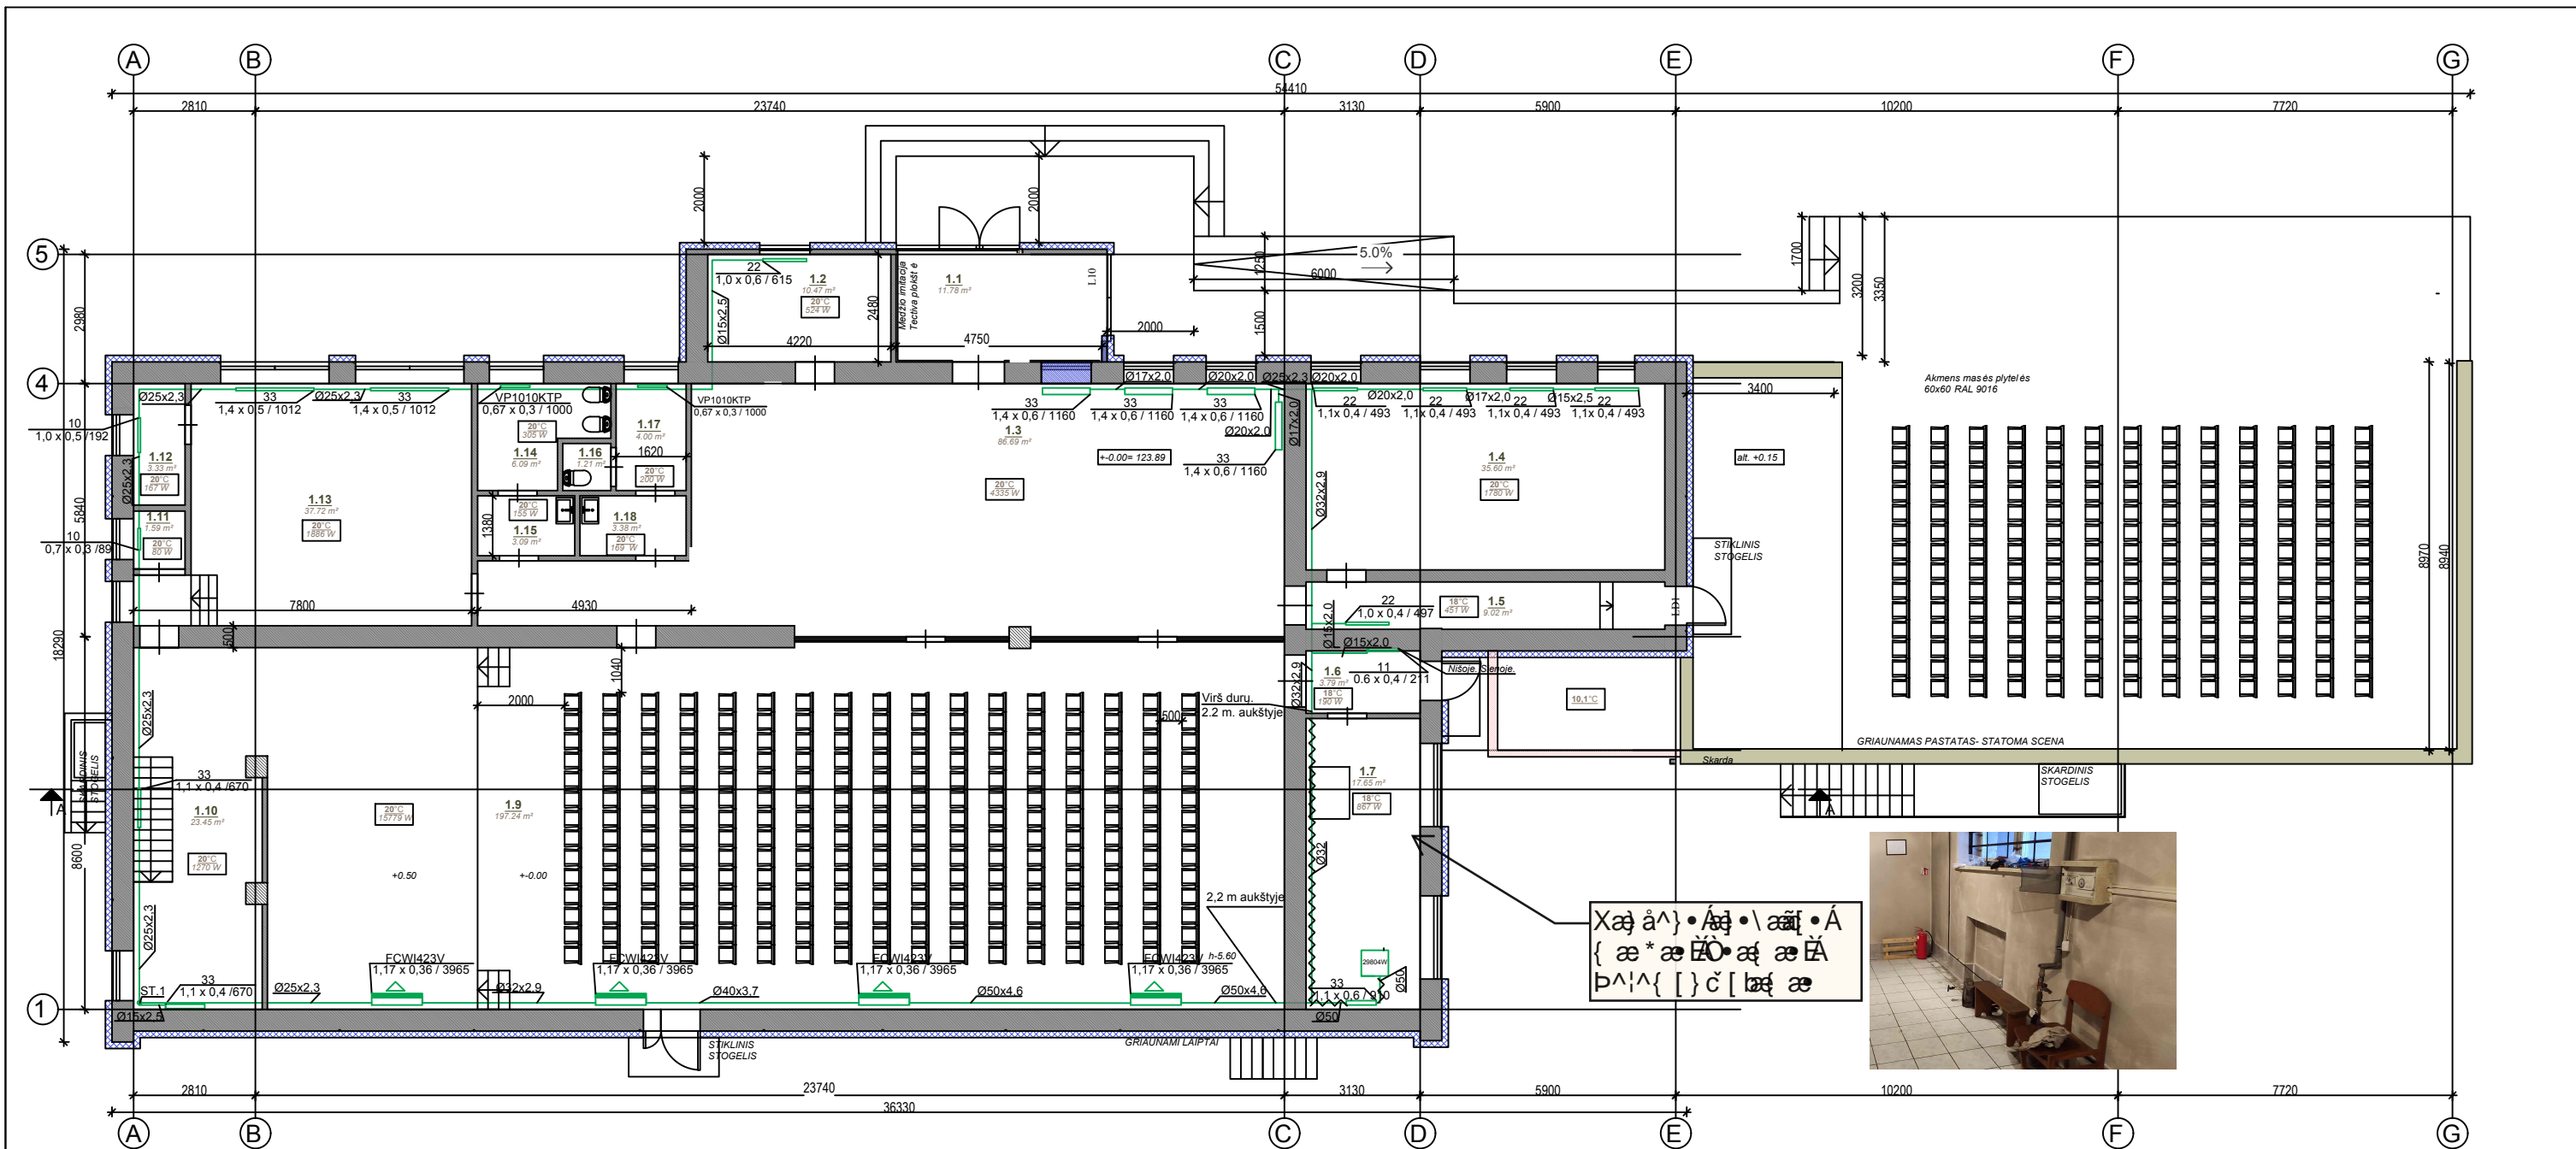 A
B
C
D
E
F
G
54410
2810
23740
3130
5900
10200
7720
2000
2000
5
5.0%
1250
6000
1700
3200
3350
22
1,0 x 0,6 / 615
1.2
10.47 m²
20°C
524 W
2480
Medžio imitacija
Tectiva plokštė
1.1
11.78 m²
L10
Ø15x2,5
4220
4750
2000
1500
2980
4
Ø25x2,3
33
1,4 x 0,5 / 1012
Ø25x2,3
33
1,4 x 0,5 / 1012
VP1010KTP
0,67 x 0,3 / 1000
VP1010KTP
0,67 x 0,3 / 1000
Ø17x2,0
Ø20x2,0
Ø25x2,3
Ø20x2,0
33
1,4 x 0,6 / 1160
33
1,4 x 0,6 / 1160
33
1,4 x 0,6 / 1160
Ø20x2,0
Ø17x2,0
Ø20x2,0
Ø17x2,0
Ø15x2,5
22
1,1x 0,4 / 493
22
1,1x 0,4 / 493
22
1,1x 0,4 / 493
22
1,1x 0,4 / 493
3400
Akmens masės plytelės
60x60 RAL 9016
10
1,0 x 0,5 /192
1.12
3.33 m²
20°C
167 W
Ø25x2,3
20°C
305 W
1.17
4.00 m²
1.14
6.09 m²
1.16
1.21 m²
1620
20°C
200 W
1.3
86.69 m²
+-0.00= 123.89
33
1,4 x 0,6 / 1160
1.4
35.60 m²
20°C
1780 W
alt. +0.15
20°C
4335 W
Ø32x2,9
5840
1.13
37.72 m²
20°C
1886 W
1.11
1.59 m²
20°C
80 W
10
0,7 x 0,3 /89
1380
20°C
155 W
1.15
3.09 m²
1.18
3.38 m²
20°C
169 W
STIKLINIS
STOGELIS
8970
8940
7800
4930
22
1,0 x 0,4 / 497
18°C
451 W
1.5
9.02 m²
LD1
18290
500
1040
Ø15x2,0
Ø15x2,0
1.6
3.79 m²
11
0.6 x 0,4 / 211
Nišoje. Sienoje.
18°C
190 W
Ø32x2,9
10,1°C
Ø25x2,3
2000
500
Virš durų.
2.2 m. aukštyje
GRIAUNAMAS PASTATAS- STATOMA SCENA
Skarda
SKARDINIS
STOGELIS
SKARDINIS
STOGELIS
33
1,1 x 0,4 /670
A
A
1.10
23.45 m²
20°C
15779 W
1.9
197.24 m²
1.7
17.65 m²
18°C
867 W
8600
20°C
1270 W
+0.50
+-0.00
Ø32
2,2 m aukštyje
Ø25x2,3
FCWI423V
1,17 x 0,36 / 3965
FCWI423V
1,17 x 0,36 / 3965
FCWI423V
1,17 x 0,36 / 3965
FCWI423V
1,17 x 0,36 / 3965
h-5.60
29804W
Ø50
ST.1
33
1,1 x 0,4 /670
Ø25x2,3
Ø32x2,9
Ø40x3,7
Ø50x4,6
Ø50x4,6
33
1,1 x 0,6 / 910
Ø50
1
Ø15x2,5
STIKLINIS
STOGELIS
GRIAUNAMI LAIPTAI
2810
23740
3130
5900
10200
7720
36330
A
B
C
D
E
F
G